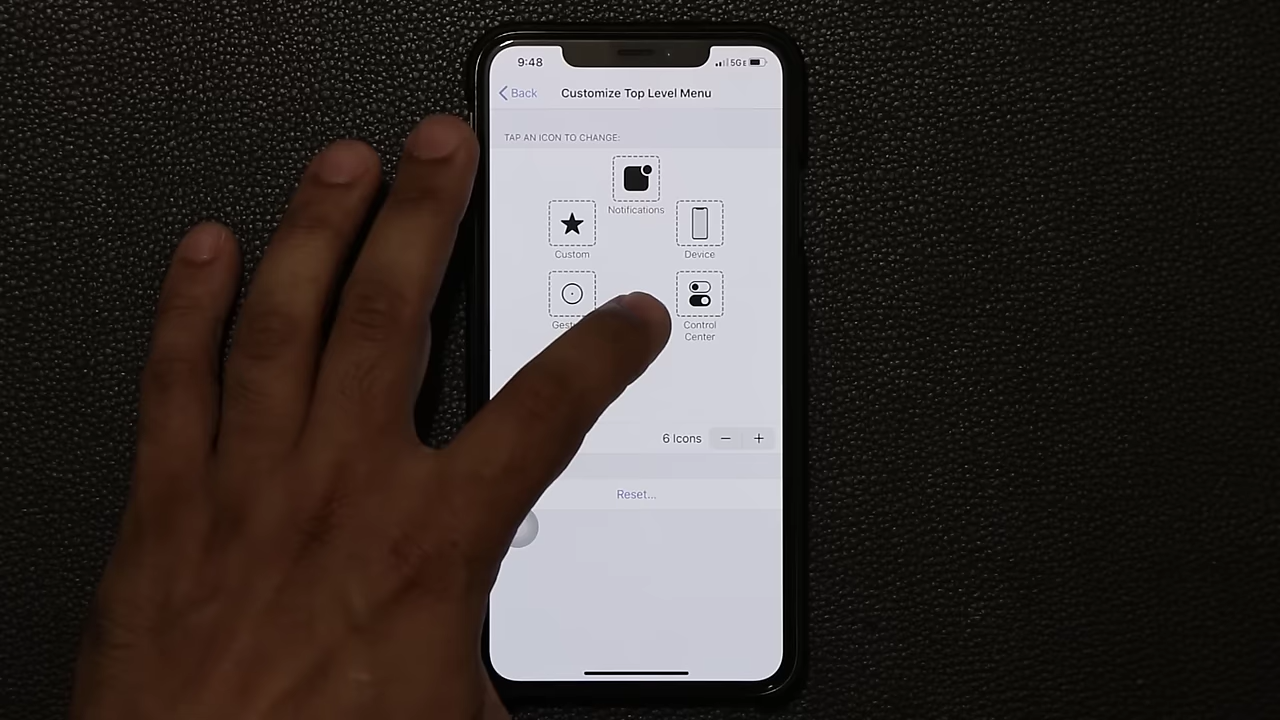 9:48
5GE
Back
Customize Top Level Menu
TAP AN ICON TO CHANGE:
Notifications
Custom
Device
Control
Center
6 Icons
Reset...